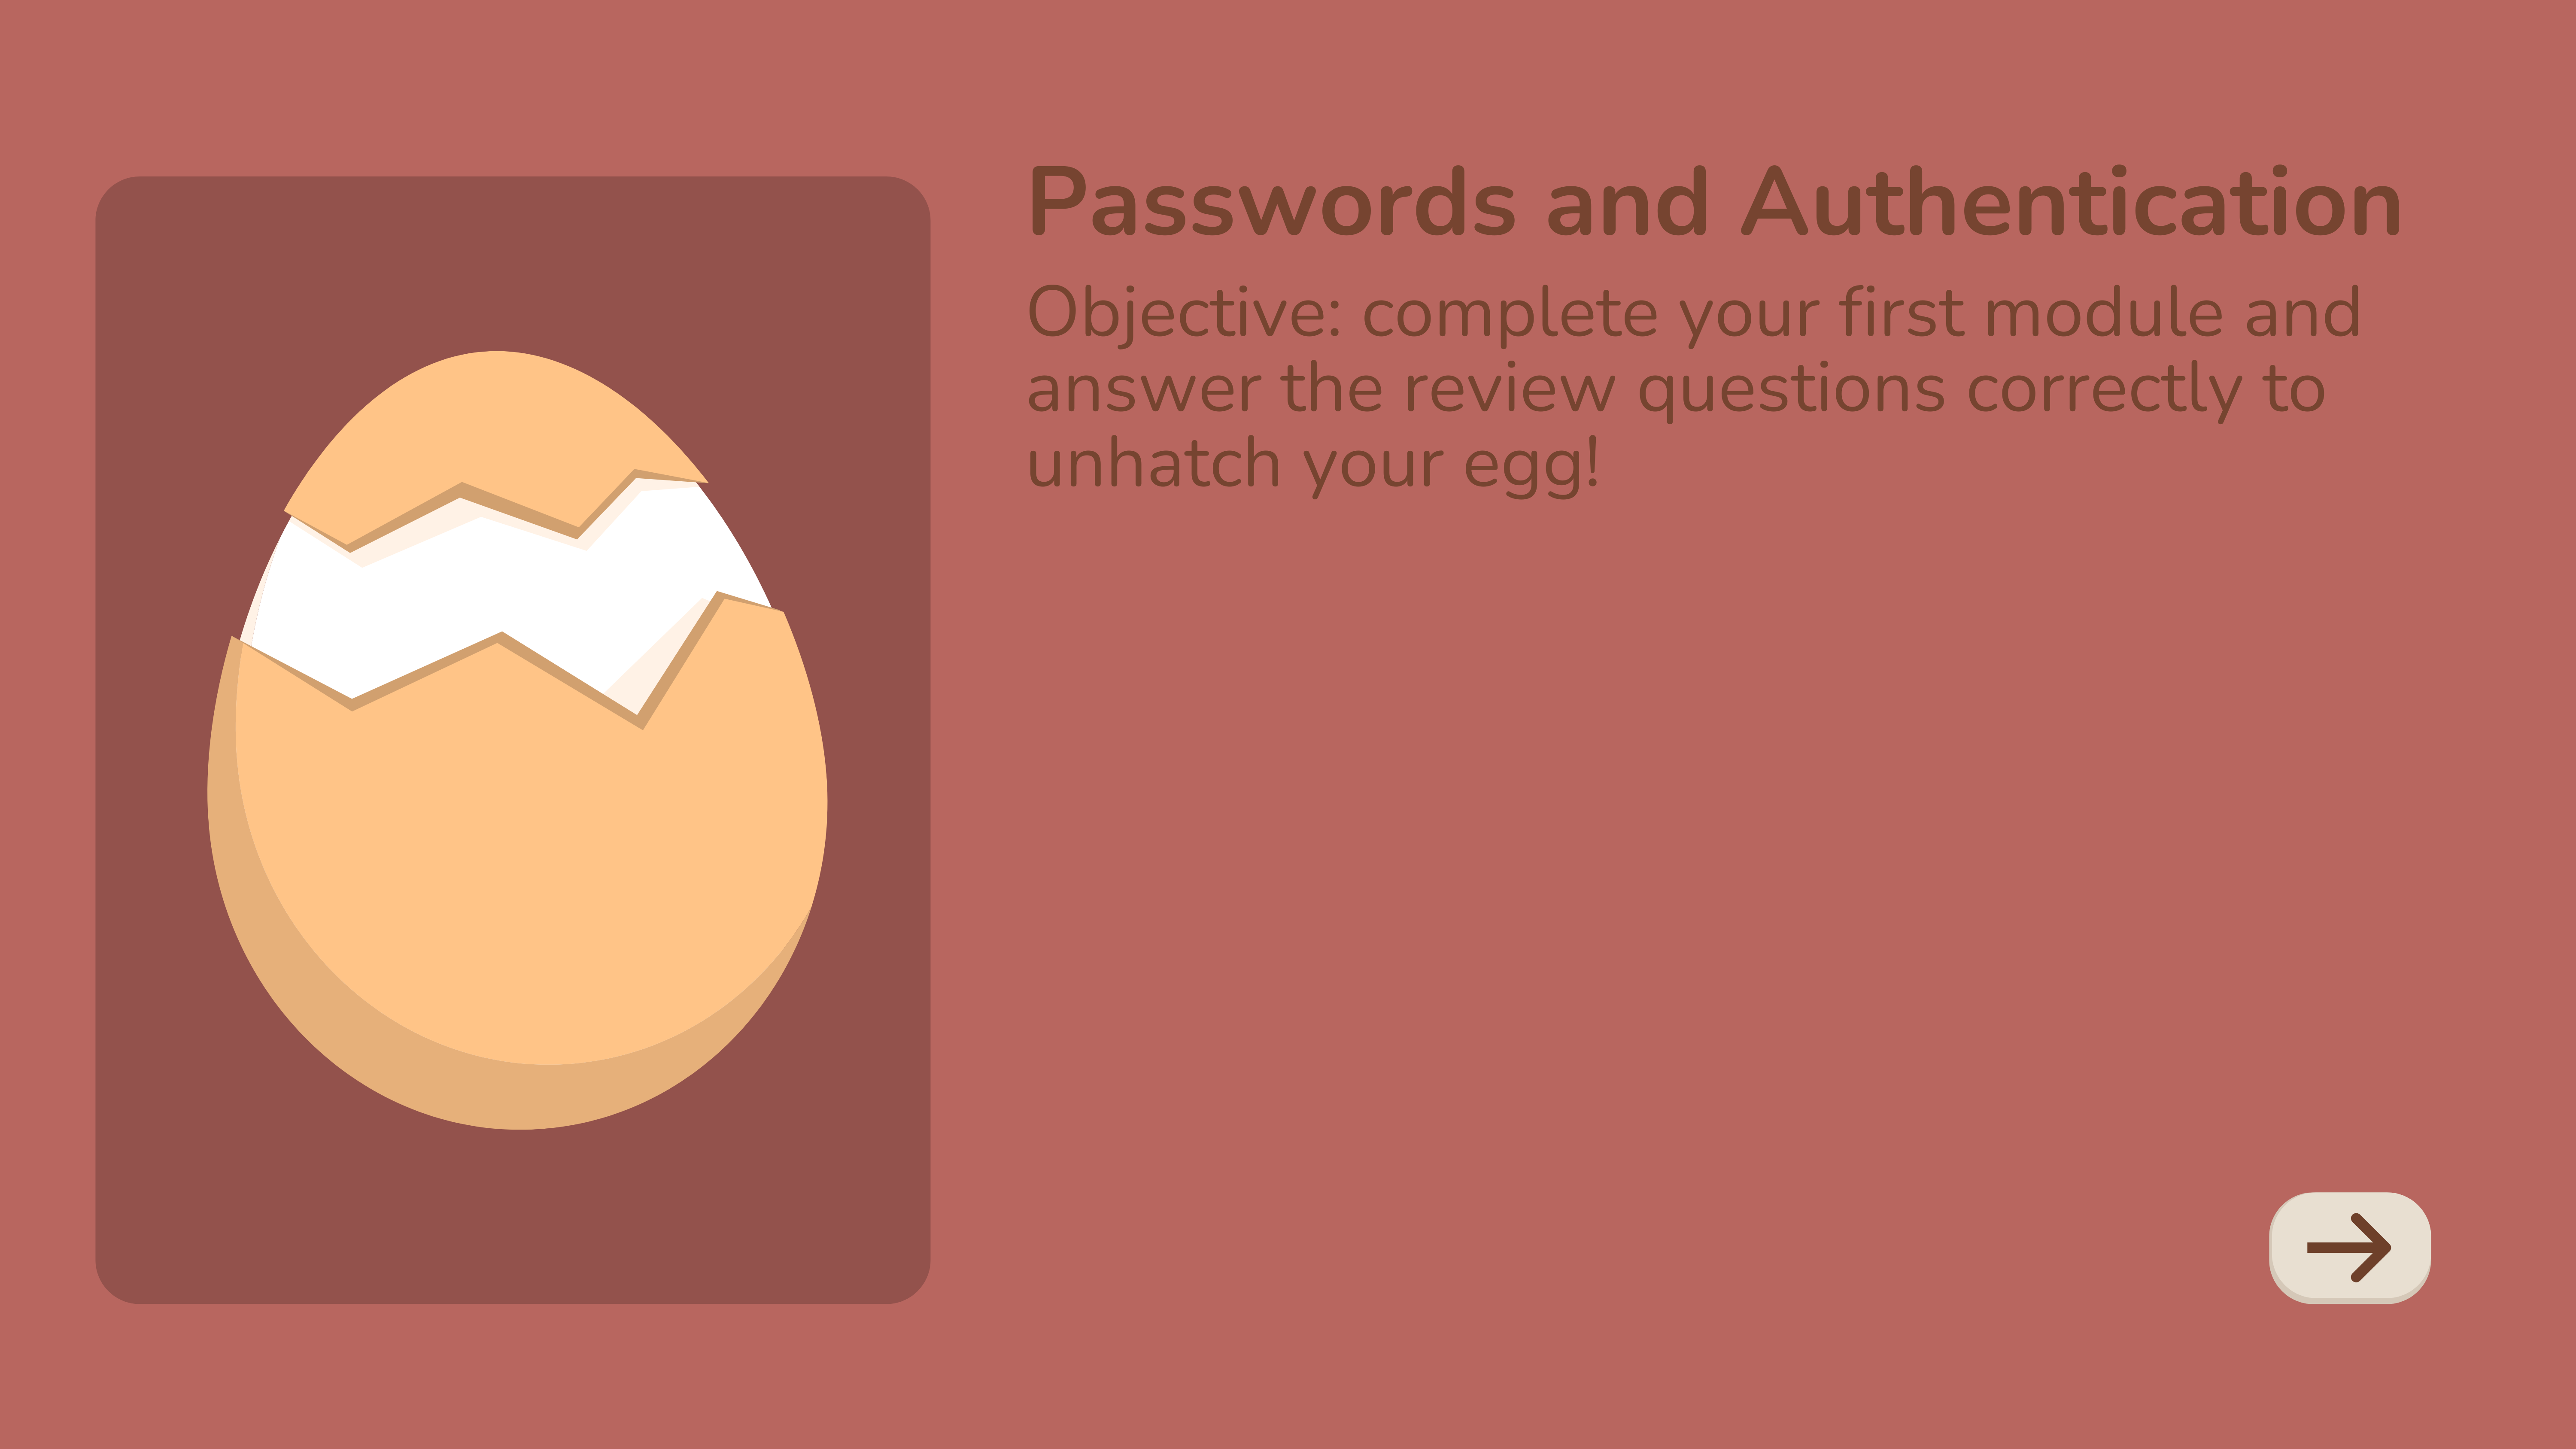 Passwords and Authentication
Objective: complete your first module and
answer the review questions correctly to
unhatch your egg!